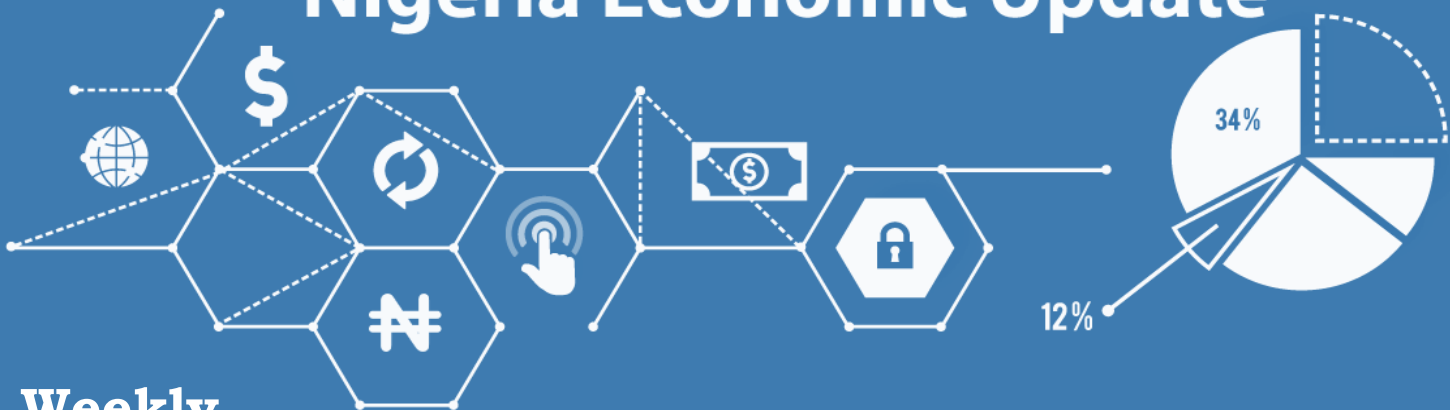 Nigeria Economic Update
$
34%
$
₦
12%
Weekly